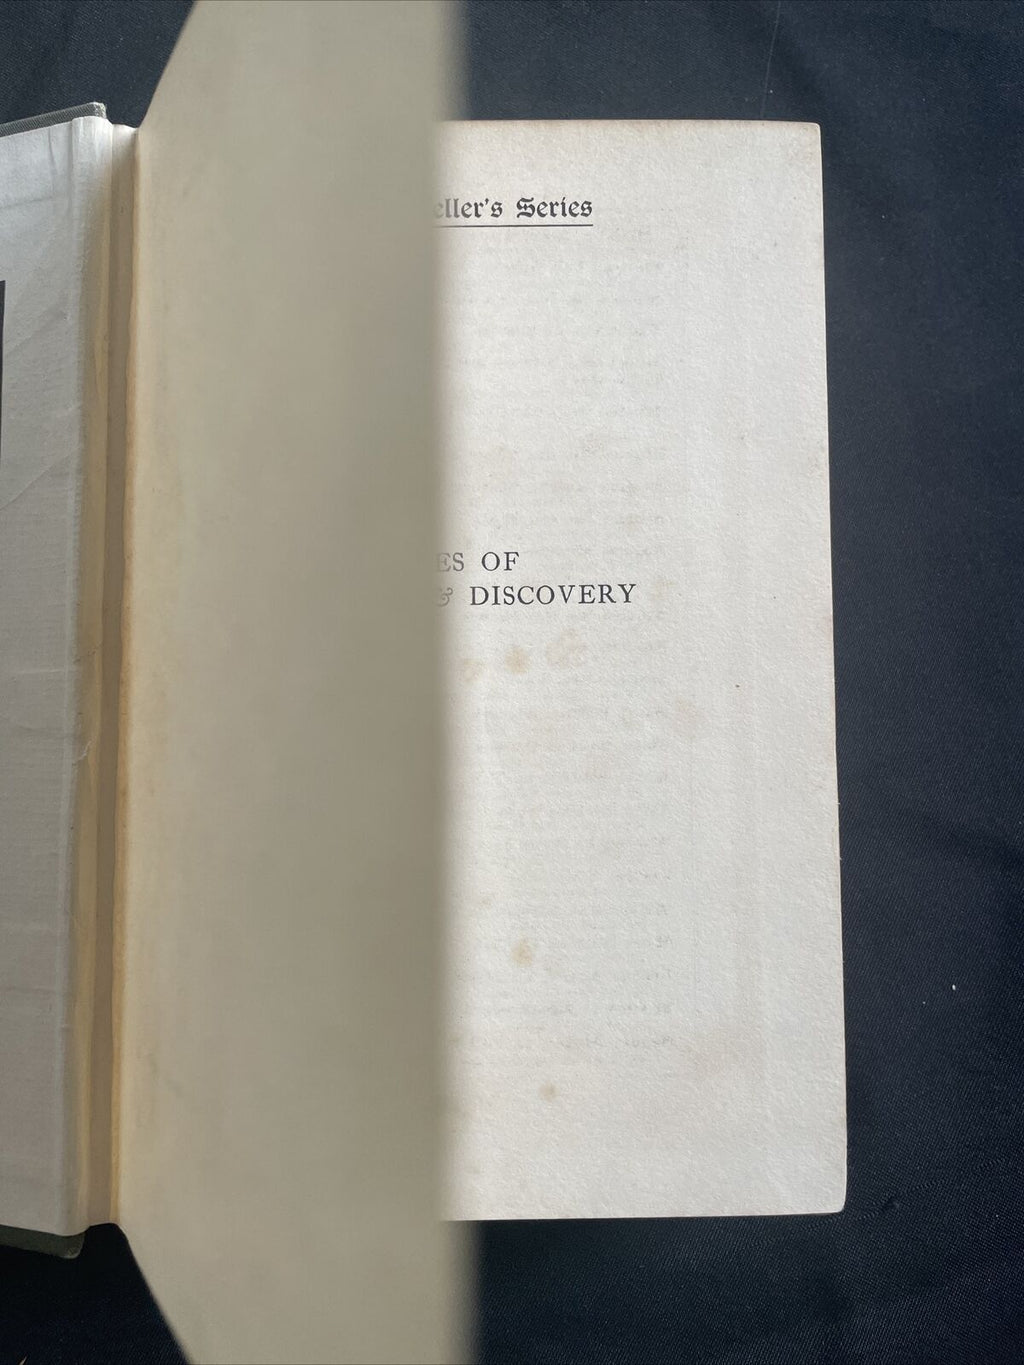 eller's Series
ES OF
& DISCOVERY